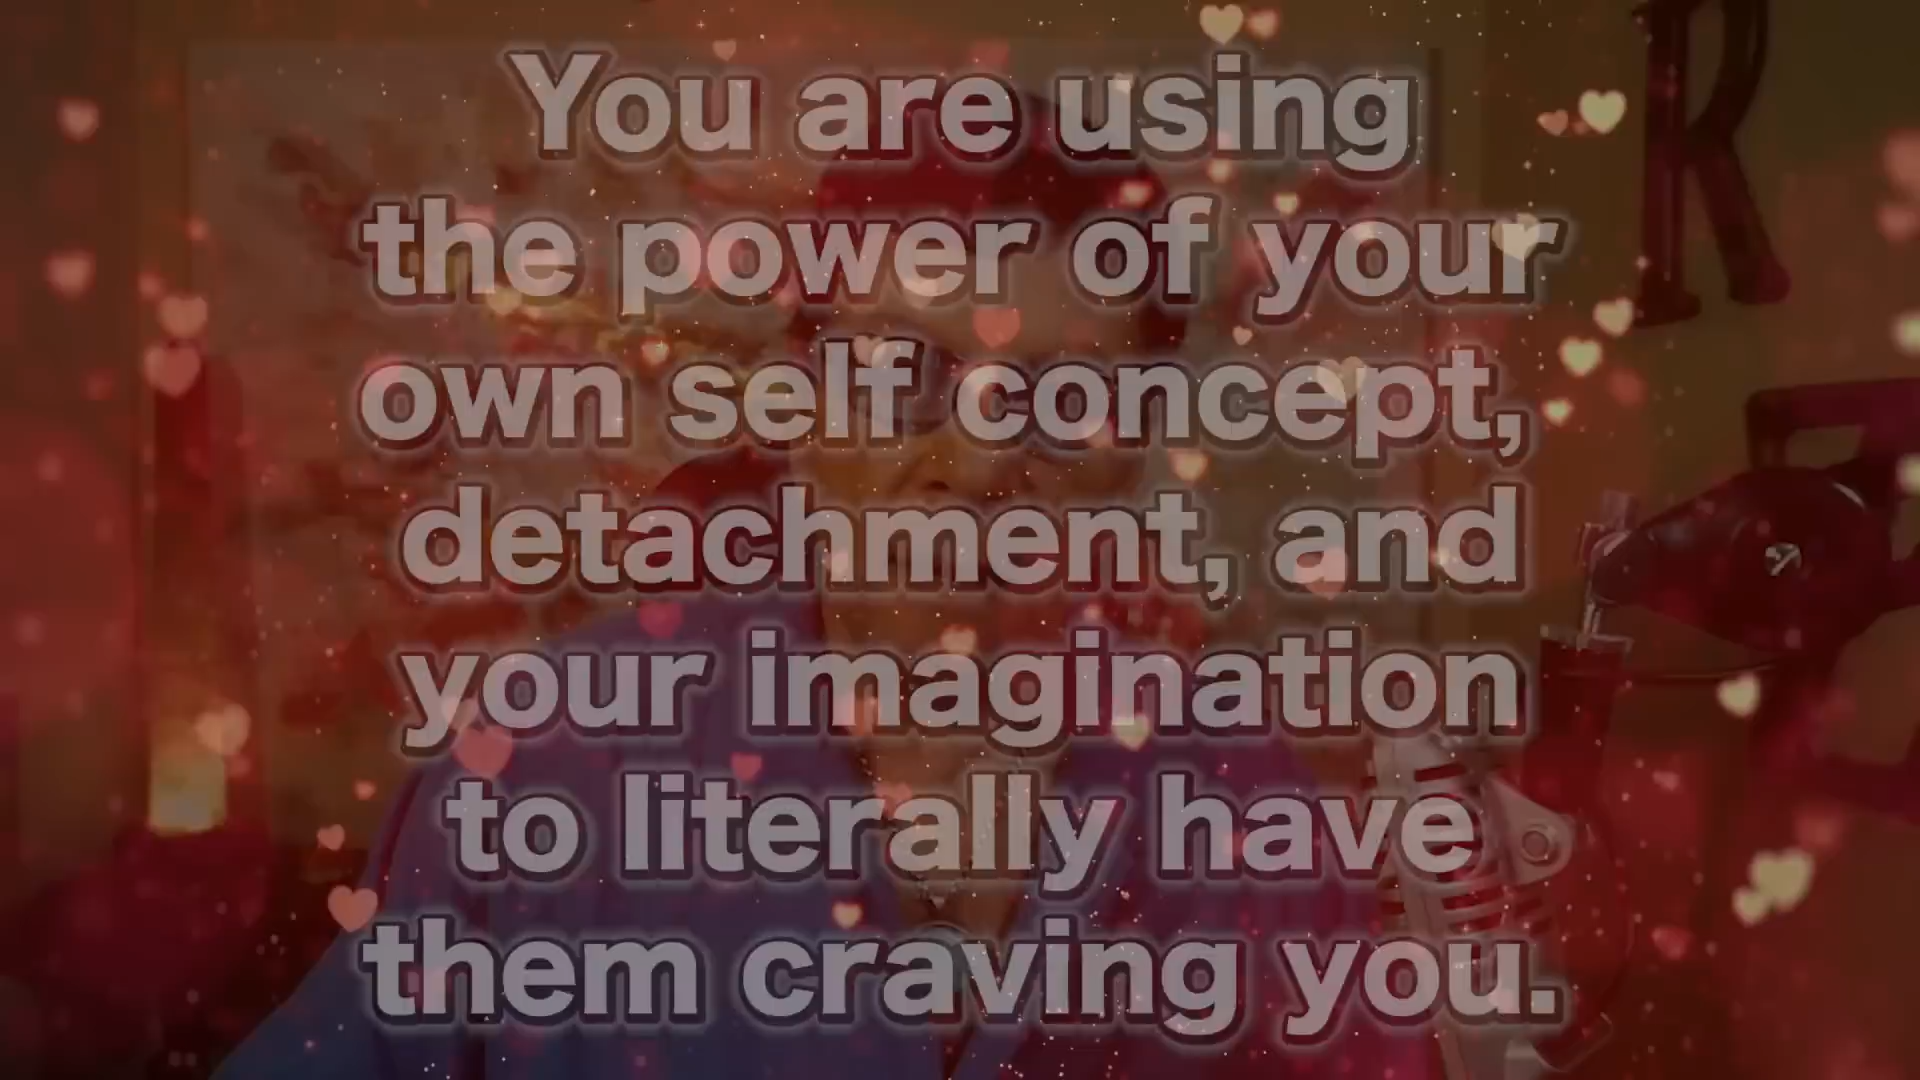 You are using
the power of your
own self concept,
detachment, and
your imagination
to literally have
them craving you.